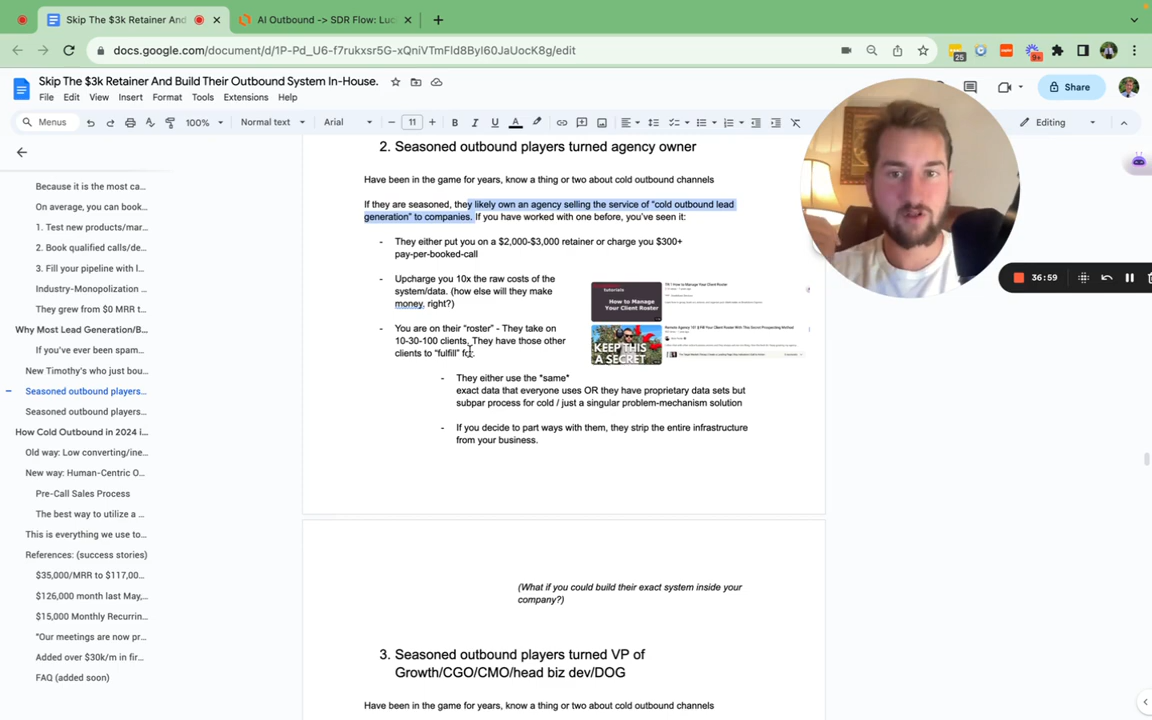 Skip The $3k Retainer And
AI Outbound -> SDR Flow: Luc
docs.google.com/document/d/1P-Pd_U6-f7rukxsr5G-xQniVTmFld8Byl60JaUocK8g/edit
25
9+
Skip The $3k Retainer And Build Their Outbound System In-House.
File Edit View Insert Format Tools Extensions Help
Share
Menus 100% Normal text Arial 11 B I U A Editing
36:59
Because it is the most ca...
On average, you can book...
1. Test new products/mar...
2. Book qualified calls/de...
3. Fill your pipeline with l...
Industry-Monopolization ...
They grew from $0 MRR t...
Why Most Lead Generation/B...
If you've ever been spam...
New Timothy's who just bou...
Seasoned outbound players...
Seasoned outbound players...
How Cold Outbound in 2024 i...
Old way: Low converting/ine...
New way: Human-Centric O...
Pre-Call Sales Process
The best way to utilize a ...
This is everything we use to...
References: (success stories)
$35,000/MRR to $117,00...
$126,000 month last May,...
$15,000 Monthly Recurrin...
"Our meetings are now pr...
Added over $30k/m in fir...
FAQ (added soon)
2. Seasoned outbound players turned agency owner
Have been in the game for years, know a thing or two about cold outbound channels
If they are seasoned, they likely own an agency selling the service of "cold outbound lead
generation" to companies. If you have worked with one before, you've seen it:
- They either put you on a $2,000-$3,000 retainer or charge you $300+
pay-per-booked-call
- Upcharge you 10x the raw costs of the
system/data. (how else will they make
money, right?)
- You are on their "roster" - They take on
10-30-100 clients, They have those other
clients to "fulfill" for.
tutorials
How to Manage
Your Client Roster
KEEP THIS
A SECRET
- They either use the *same*
exact data that everyone uses OR they have proprietary data sets but
subpar process for cold / just a singular problem-mechanism solution
- If you decide to part ways with them, they strip the entire infrastructure
from your business.
(What if you could build their exact system inside your
company?)
3. Seasoned outbound players turned VP of
Growth/CGO/CMO/head biz dev/DOG
Have been in the game for years, know a thing or two about cold outbound channels